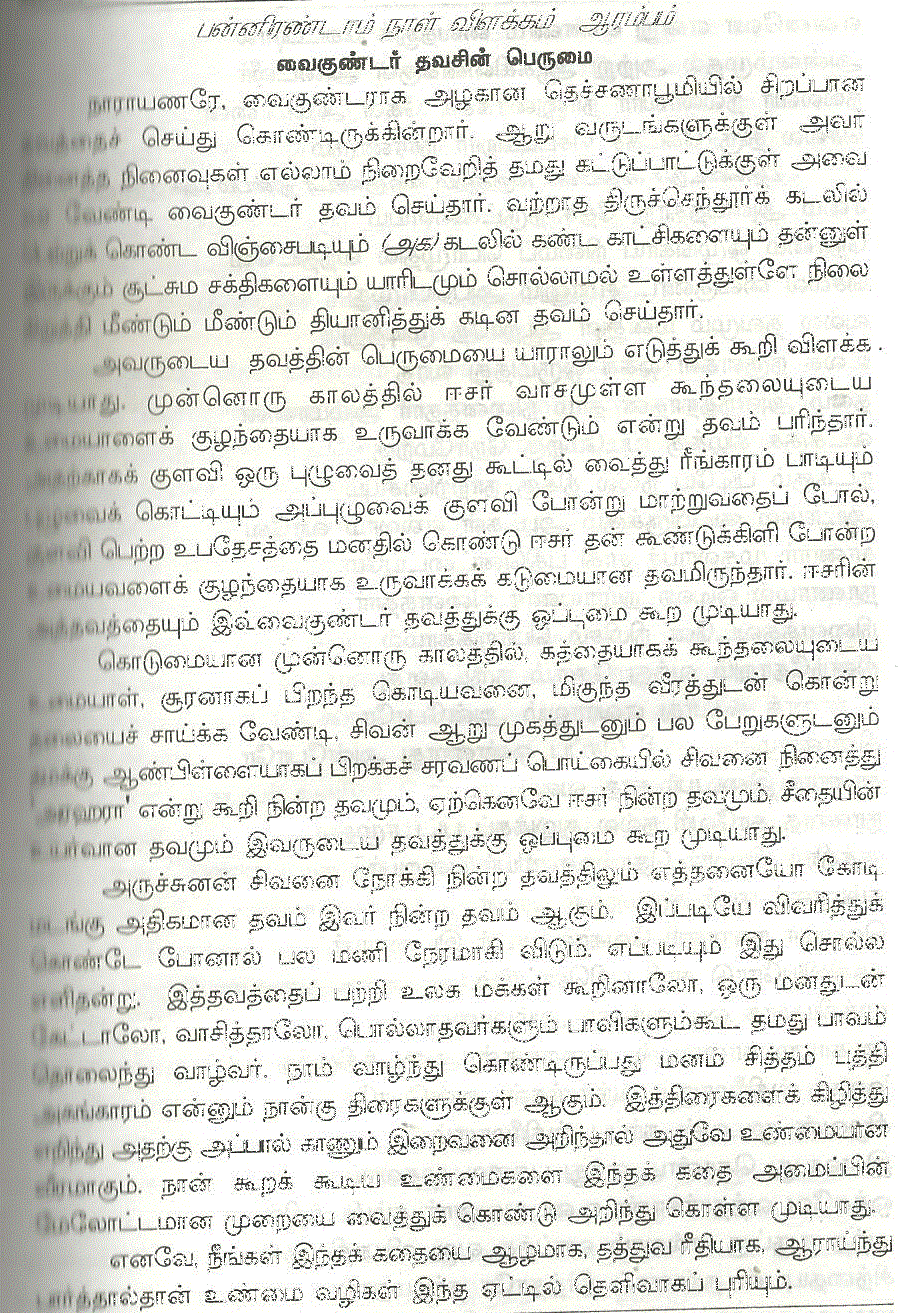 பன்னிரண்டாம் நாள் விளக்கம் ஆரம்பம்
வைகுண்டர் தவசின் பெருமை
நாராயணரே, வைகுண்டராக அழகான தெச்சணாபூமியில் சிறப்பான
செய்து கொண்டிருக்கின்றார். ஆறு வருடங்களுக்குள் அவர்
நினைவுகள் எல்லாம் நிறைவேறித் தமது கட்டுப்பாட்டுக்குள் அவை
வேண்டி வைகுண்டர் தவம் செய்தார். வற்றாத திருச்செந்தூர்க் கடலில்
கொண்ட விஞ்சைபடியும் (அக) கடலில் கண்ட காட்சிகளையும் தன்னுள்
சூட்சும சக்திகளையும் யாரிடமும் சொல்லாமல் உள்ளத்துள்ளே நிலை
நிறுத்தி மீண்டும் மீண்டும் தியானித்துக் கடின தவம் செய்தார்.
அவருடைய தவத்தின் பெருமையை யாராலும் எடுத்துக் கூறி விளக்க
முடியாது. முன்னொரு காலத்தில் ஈசர் வாசமுள்ள கூந்தலையுடைய
உமையாளைக் குழந்தையாக உருவாக்க வேண்டும் என்று தவம் பரிந்தார்.
அதற்காகக் குளவி ஒரு புழுவைத் தனது கூட்டில் வைத்து ரீங்காரம் பாடியும்
புழுவைக் கொட்டியும் அப்புழுவைக் குளவி போன்று மாற்றுவதைப் போல்,
குளவி பெற்ற உபதேசத்தை மனதில் கொண்டு ஈசர் தன் கூண்டுக்கிளி போன்ற
உமையவளைக் குழந்தையாக உருவாக்கக் கடுமையான தவமிருந்தார். ஈசரின்
அத்தவத்தையும் இவ்வைகுண்டர் தவத்துக்கு ஒப்புமை கூற முடியாது.
கொடுமையான முன்னொரு காலத்தில், கத்தையாகக் கூந்தலையுடைய
உமையாள், சூரனாகப் பிறந்த கொடியவனை, மிகுந்த வீரத்துடன் கொன்று
தலையைச் சாய்க்க வேண்டி, சிவன் ஆறு முகத்துடனும் பல பேறுகளுடனும்
தமக்கு ஆண்பிள்ளையாகப் பிறக்கச் சரவணப் பொய்கையில் சிவனை நினைத்து
'அரஹரா' என்று கூறி நின்ற தவமும், ஏற்கெனவே ஈசர் நின்ற தவமும், சீதையின்
உயர்வான தவமும் இவருடைய தவத்துக்கு ஒப்புமை கூற முடியாது.
அருச்சுனன் சிவனை நோக்கி நின்ற தவத்திலும் எத்தனையோ கோடி
மடங்கு அதிகமான தவம் இவர் நின்ற தவம் ஆகும். இப்படியே விவரித்துக்
கொண்டே போனால் பல மணி நேரமாகி விடும். எப்படியும் இது சொல்ல
எளிதன்று. இத்தவத்தைப் பற்றி உலக மக்கள் கூறினாலோ, ஒரு மனதுடன்
கேட்டாலோ, வாசித்தாலோ, பொல்லாதவர்களும் பாவிகளும்கூட தமது பாவம்
தொலைந்து வாழ்வர். நாம் வாழ்ந்து கொண்டிருப்பது மனம் சித்தம் புத்தி
அகங்காரம் என்னும் நான்கு திரைகளுக்குள் ஆகும். இத்திரைகளைக் கிழித்து
எறிந்து அதற்கு அப்பால் காணும் இறைவனை அறிந்தால் அதுவே உண்மையான
வீரமாகும். நான் கூறக் கூடிய உண்மைகளை இந்தக் கதை அமைப்பின்
மேலோட்டமான முறையை வைத்துக் கொண்டு அறிந்து கொள்ள முடியாது.
எனவே, நீங்கள் இந்தக் கதையை ஆழமாக, தத்துவ ரீதியாக, ஆராய்ந்து
பார்த்தால்தான் உண்மை வழிகள் இந்த ஏட்டில் தெளிவாகப் புரியும்.